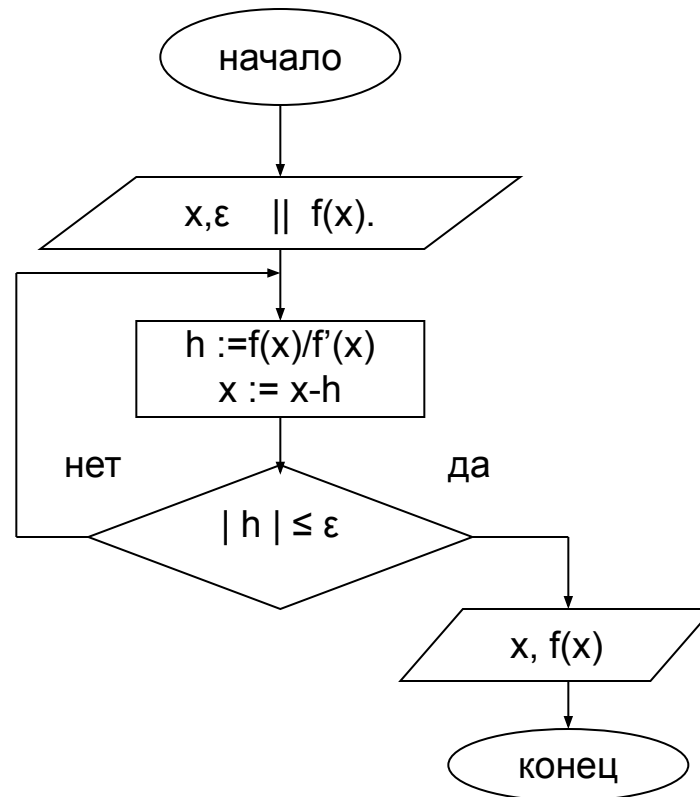 начало
x,ε || f(x).
h :=f(x)/f’(x)
x := x-h
нет
да
| h | ≤ ε
x, f(x)
конец